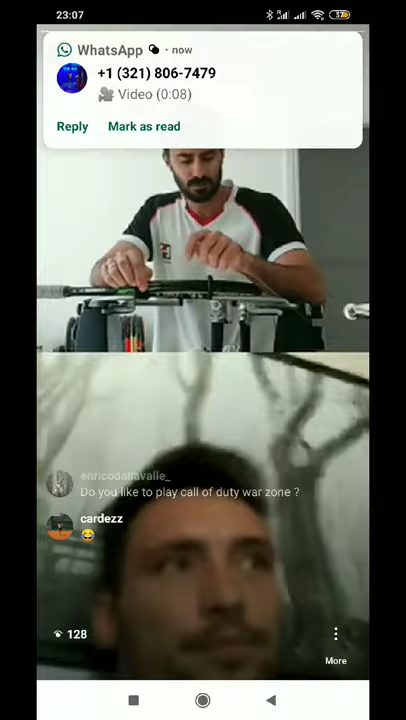 23:07
37
WhatsApp • now
+1 (321) 806-7479
🎥 Video (0:08)
Reply Mark as read
enricodallavalle_
Do you like to play call of duty war zone ?
cardezz
😂
128
More